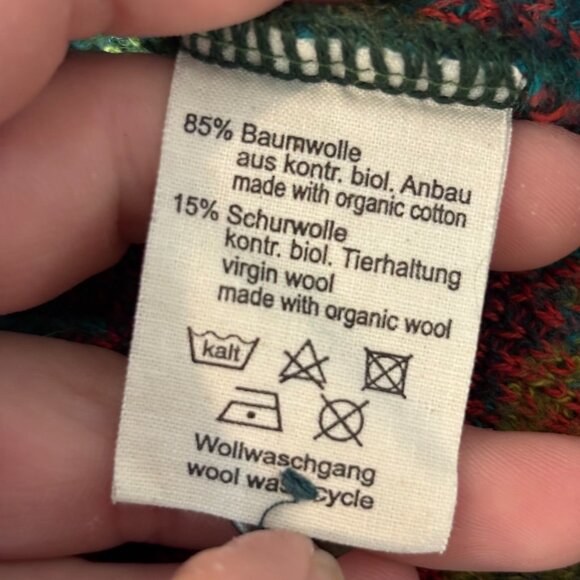 85% Baumwolle
aus kontr. biol. Anbau
made with organic cotton
15% Schurwolle
kontr. biol. Tierhaltung
virgin wool
made with organic wool
kalt
Wollwaschgang
wool cycle